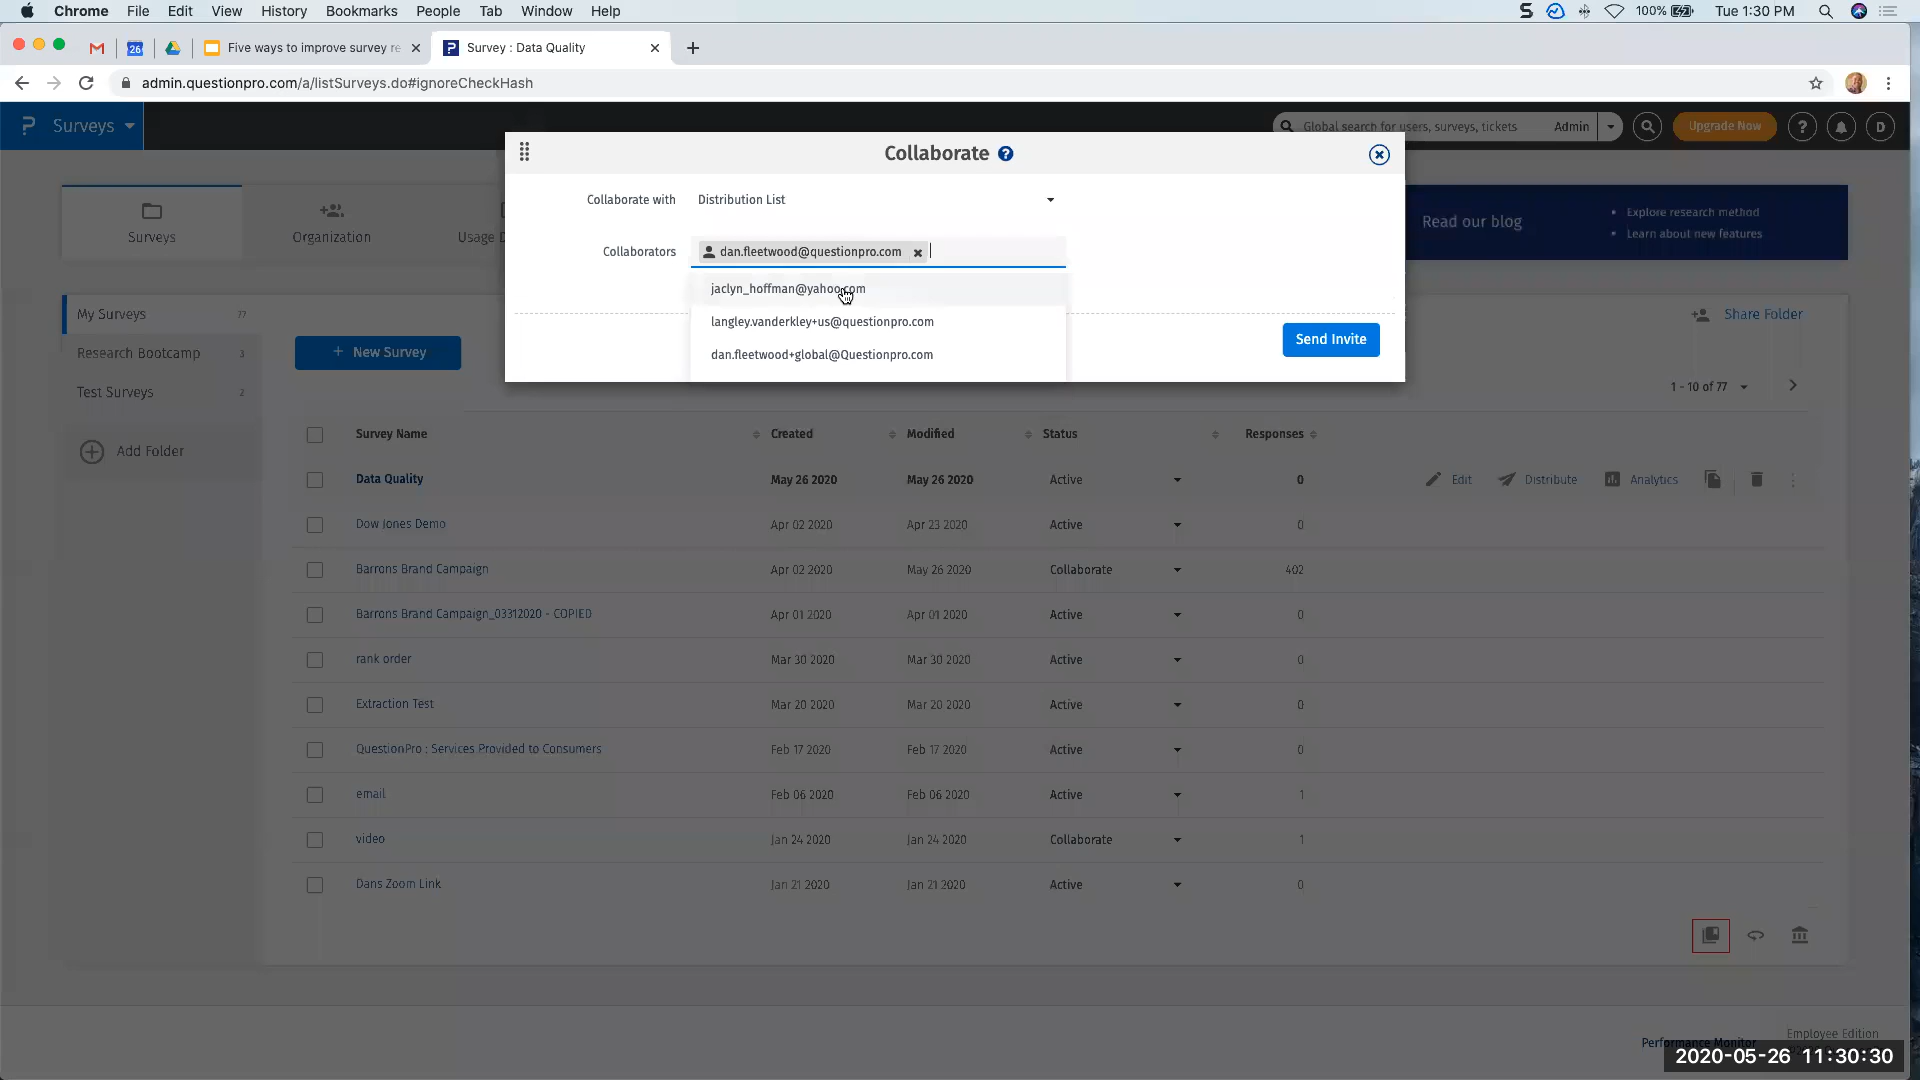 Chrome File Edit View History Bookmarks People Tab Window Help 100% Tue 1:30 PM
26 Five ways to improve survey re Survey : Data Quality
admin.questionpro.com/a/listSurveys.do#ignoreCheckHash
Surveys Global search for users, surveys, tickets Admin Upgrade Now ? D
Collaborate ?
Collaborate with Distribution List
Surveys Organization Usage D
Read our blog
Explore research method
Learn about new features
Collaborators dan.fleetwood@questionpro.com
jaclyn_hoffman@yahoo.com
langley.vanderkley+us@questionpro.com
dan.fleetwood+global@Questionpro.com
Send Invite
My Surveys 77
Research Bootcamp 3
Test Surveys 2
Add Folder
+ New Survey
Share Folder
1 - 10 of 77
Survey Name Created Modified Status Responses
Data Quality May 26 2020 May 26 2020 Active 0 Edit Distribute Analytics
Dow Jones Demo Apr 02 2020 Apr 23 2020 Active 0
Barrons Brand Campaign Apr 02 2020 May 26 2020 Collaborate 402
Barrons Brand Campaign_03312020 - COPIED Apr 01 2020 Apr 01 2020 Active 0
rank order Mar 30 2020 Mar 30 2020 Active 0
Extraction Test Mar 20 2020 Mar 20 2020 Active 0
QuestionPro : Services Provided to Consumers Feb 17 2020 Feb 17 2020 Active 0
email Feb 06 2020 Feb 06 2020 Active 1
video Jan 24 2020 Jan 24 2020 Collaborate 1
Dans Zoom Link Jan 21 2020 Jan 21 2020 Active 0
Employee Edition
Performance Monitor
2020-05-26 11:30:30